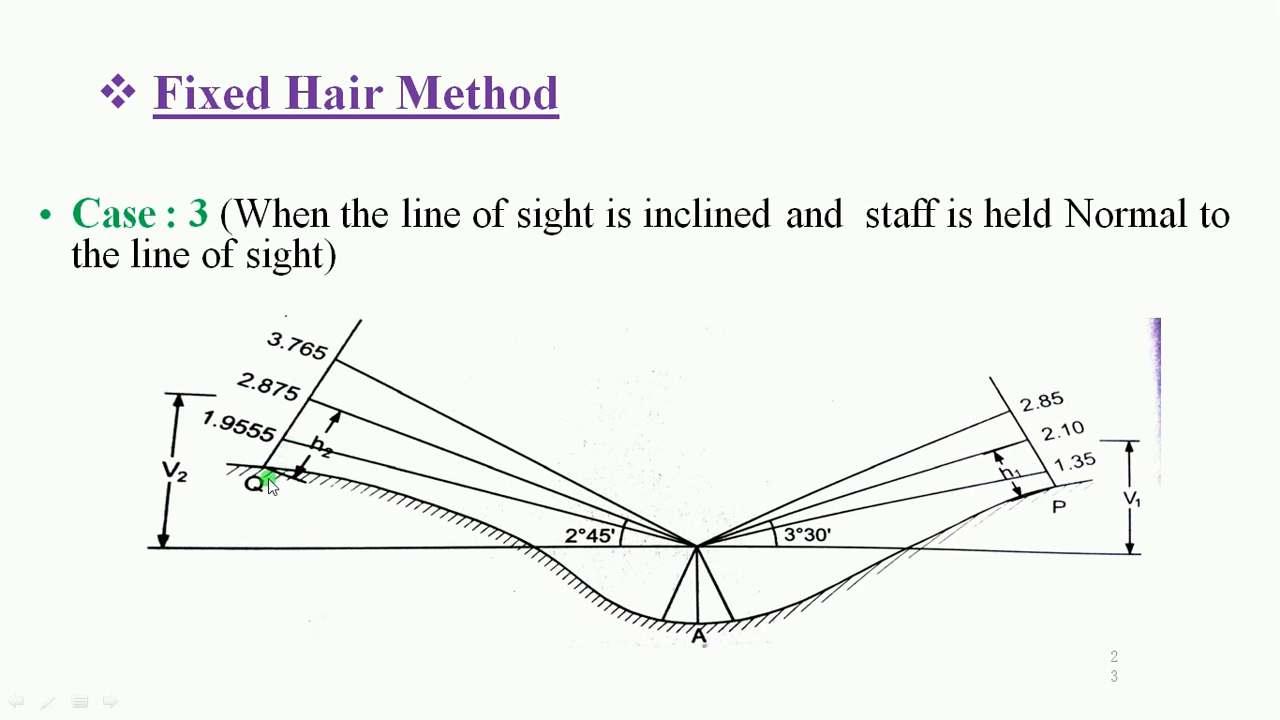 ❖ Fixed Hair Method
• Case : 3 (When the line of sight is inclined and staff is held Normal to
the line of sight)
3.765
2.875
1.9555
h₂
V₂
Q
2°45'
3°30'
A
2.85
2.10
1.35
h₁
V₁
P
2
3